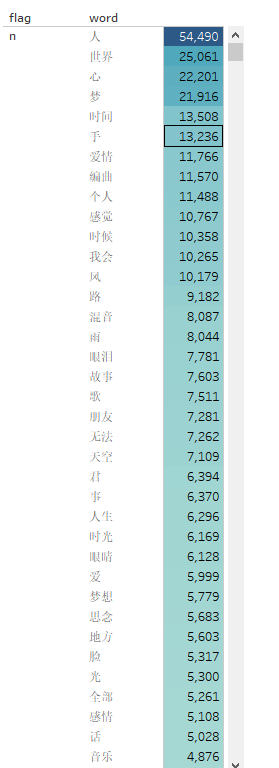 flag word
n 人 54,490
世界 25,061
心 22,201
梦 21,916
时间 13,508
手 13,236
爱情 11,766
编曲 11,570
个人 11,488
感觉 10,767
时候 10,358
我会 10,265
风 10,179
路 9,182
混音 8,087
雨 8,044
眼泪 7,781
故事 7,603
歌 7,511
朋友 7,281
无法 7,262
天空 7,109
君 6,394
事 6,370
人生 6,296
时光 6,169
眼睛 6,128
爱 5,999
梦想 5,779
思念 5,683
地方 5,603
脸 5,317
光 5,300
全部 5,261
感情 5,108
话 5,028
音乐 4,876